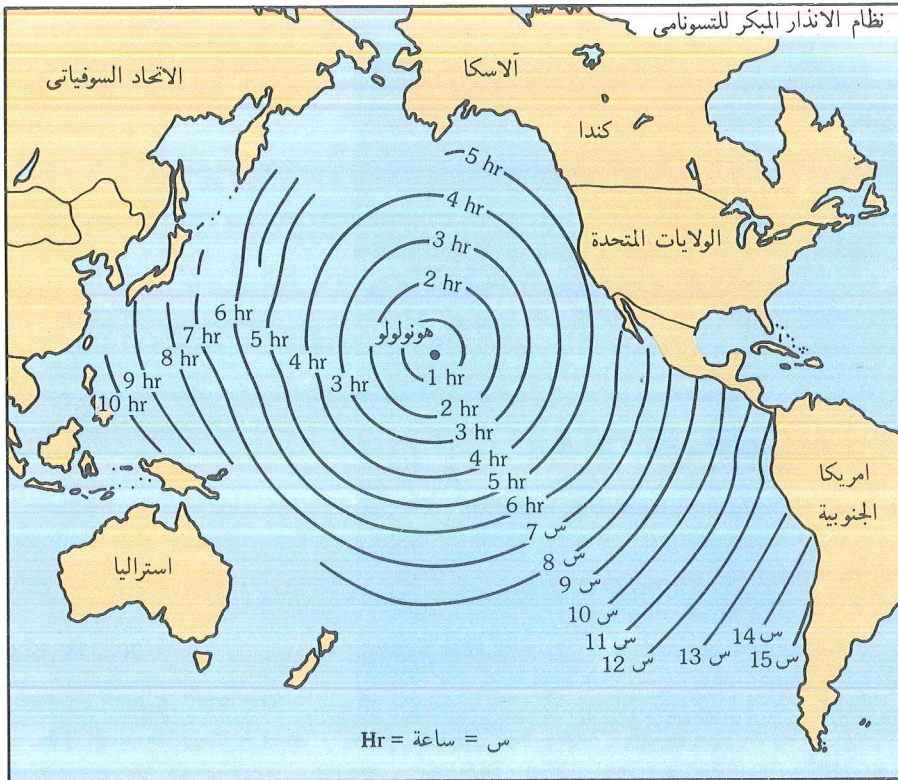 نظام الانذار المبكر للتسونامى
آلاسكا
الاتحاد السوفياتى
كندا
الولايات المتحدة
5 hr
4 hr
3 hr
2 hr
هونولولو
1 hr
2 hr
3 hr
4 hr
5 hr
6 hr
7 س
8 س
9 س
10 س
11 س
12 س
13 س
14 س
15 س
3 hr
4 hr
5 hr
6 hr
7 hr
8 hr
9 hr
10 hr
امريكا
الجنوبية
استراليا
س = ساعة = Hr